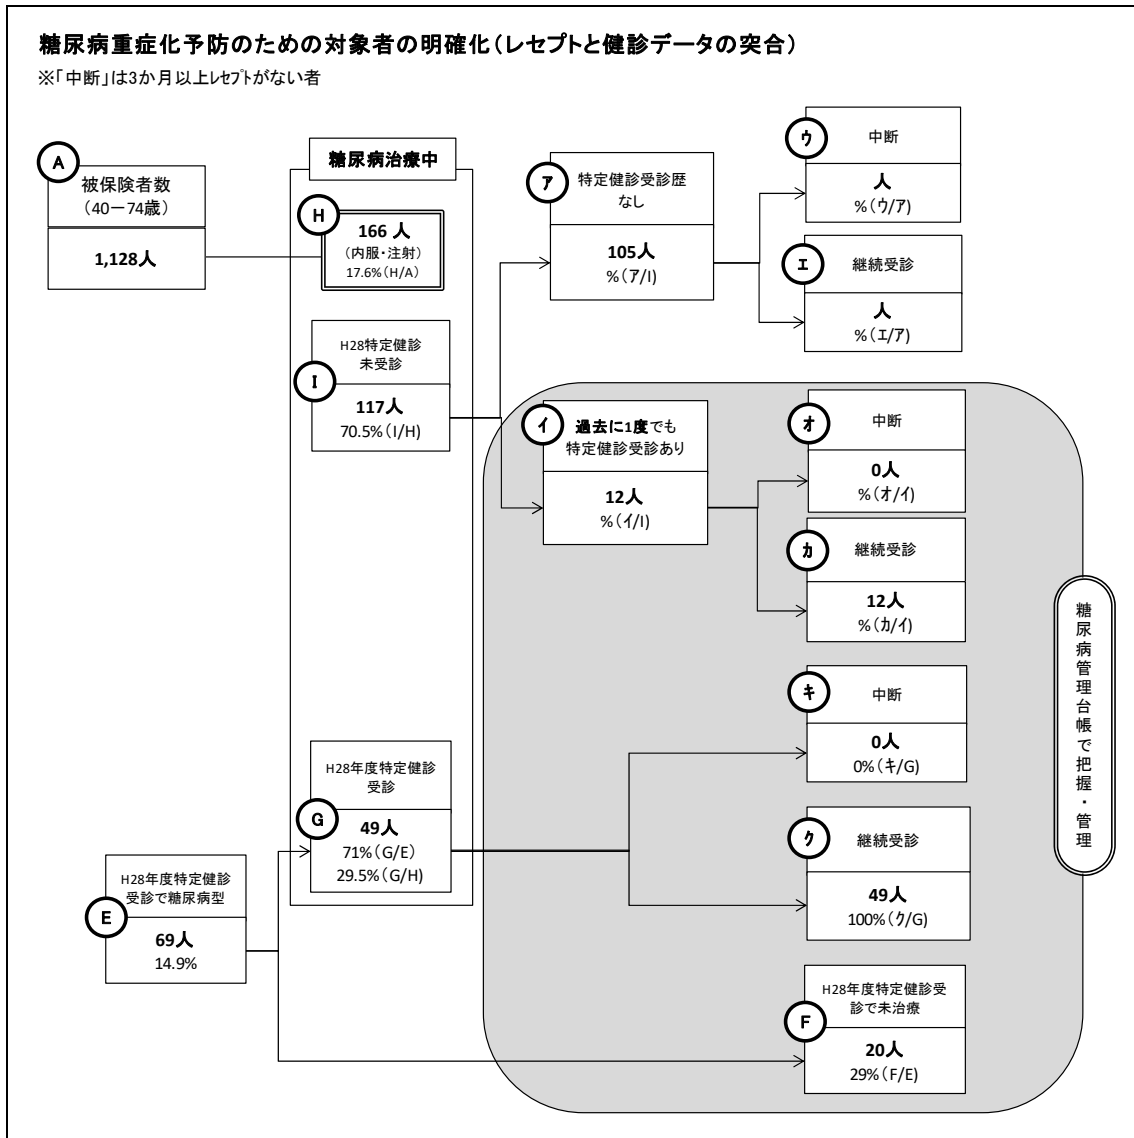 糖尿病重症化予防のための対象者の明確化(レセプトと健診データの突合)
※「中断」は3か月以上レセプトがない者
A
被保険者数
(40-74歳)
1,128人
糖尿病治療中
H
166 人
(内服・注射)
17.6%(H/A)
I
H28特定健診
未受診
117人
70.5%(I/H)
ア
特定健診受診歴
なし
105人
%(ア/I)
ウ
中断
人
%(ウ/ア)
エ
継続受診
人
%(エ/ア)
イ
過去に1度でも
特定健診受診あり
12人
%(イ/I)
オ
中断
0人
%(オ/イ)
カ
継続受診
12人
%(カ/イ)
キ
中断
0人
0%(キ/G)
G
H28年度特定健診
受診
49人
71%(G/E)
29.5%(G/H)
ク
継続受診
49人
100%(ク/G)
E
H28年度特定健診
受診で糖尿病型
69人
14.9%
F
H28年度特定健診受
診で未治療
20人
29%(F/E)
糖尿病管理台帳で把握・管理